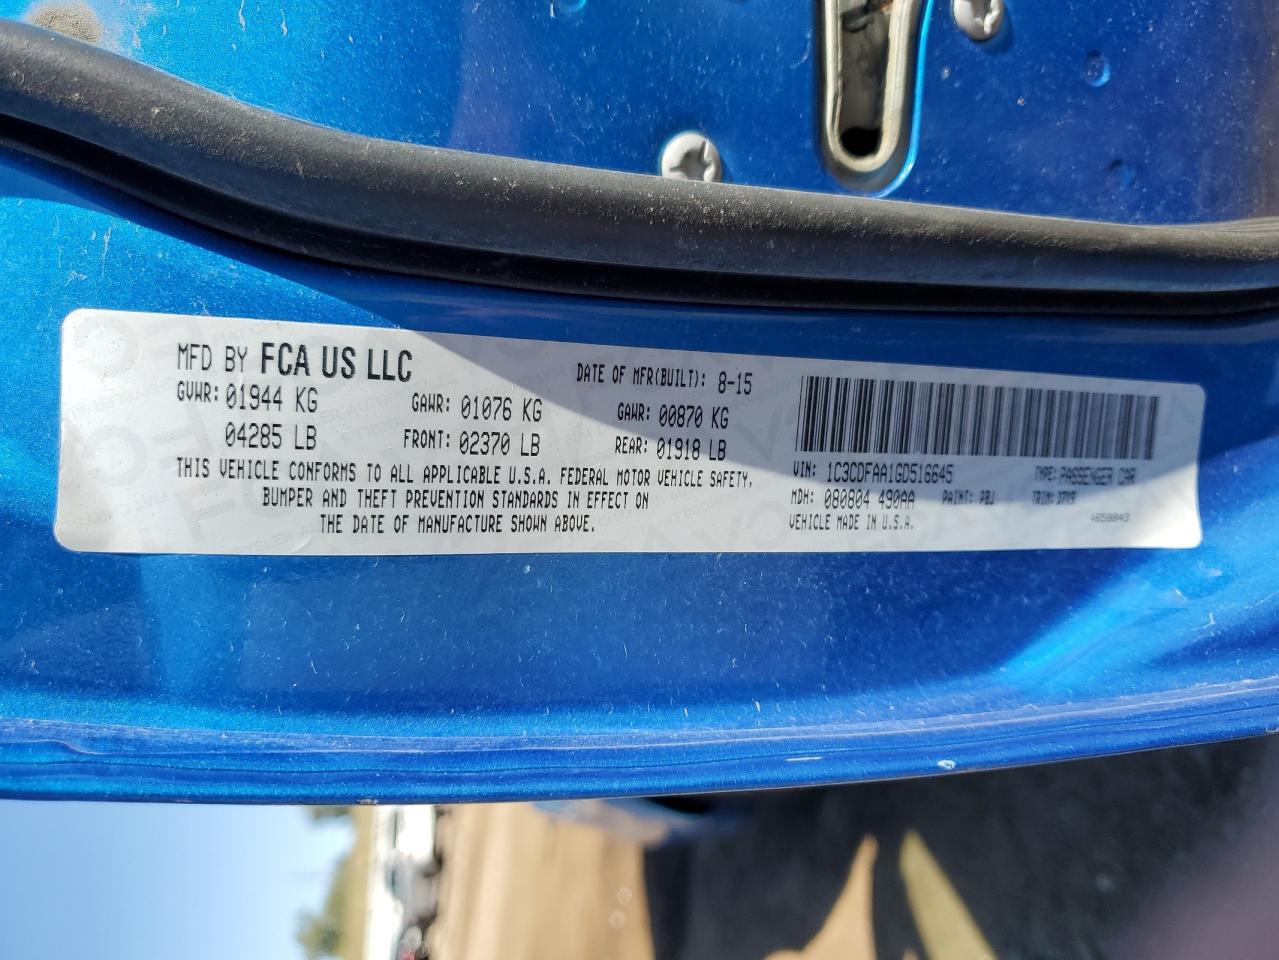 MFD BY FCA US LLC DATE OF MFR(BUILT): 8-15
GVWR: 01944 KG GAWR: 01076 KG GAWR: 00870 KG
04285 LB FRONT: 02370 LB REAR: 01918 LB
THIS VEHICLE CONFORMS TO ALL APPLICABLE U.S.A. FEDERAL MOTOR VEHICLE SAFETY,
BUMPER AND THEFT PREVENTION STANDARDS IN EFFECT ON
THE DATE OF MANUFACTURE SHOWN ABOVE.
VIN: 1C3CDFAA1GD516645 TYPE: PASSENGER CAR
MDH: 080804 490AA PAINT: PBJ TRIM: D7M9
VEHICLE MADE IN U.S.A. 4658843